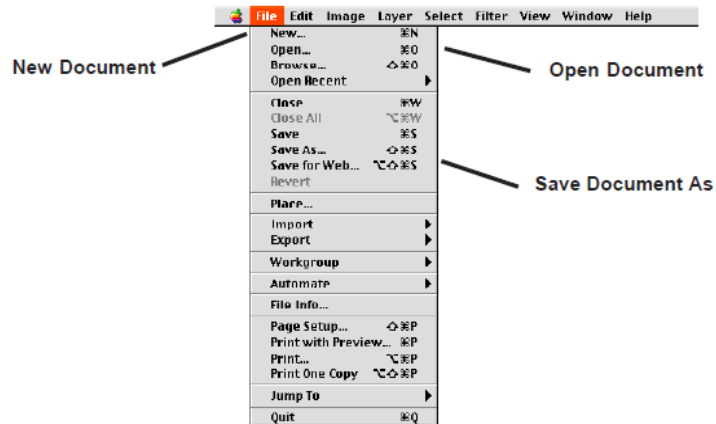 File Edit Image Layer Select Filter View Window Help
New... ⌘N
Open... ⌘O
Browse... ⇧⌘O
Open Recent
Close ⌘W
Close All ⌥⌘W
Save ⌘S
Save As... ⇧⌘S
Save for Web... ⌥⇧⌘S
Revert
Place...
Import
Export
Workgroup
Automate
File Info...
Page Setup... ⇧⌘P
Print with Preview... ⌘P
Print... ⌥⌘P
Print One Copy ⌥⇧⌘P
Jump To
Quit ⌘Q
New Document
Open Document
Save Document As